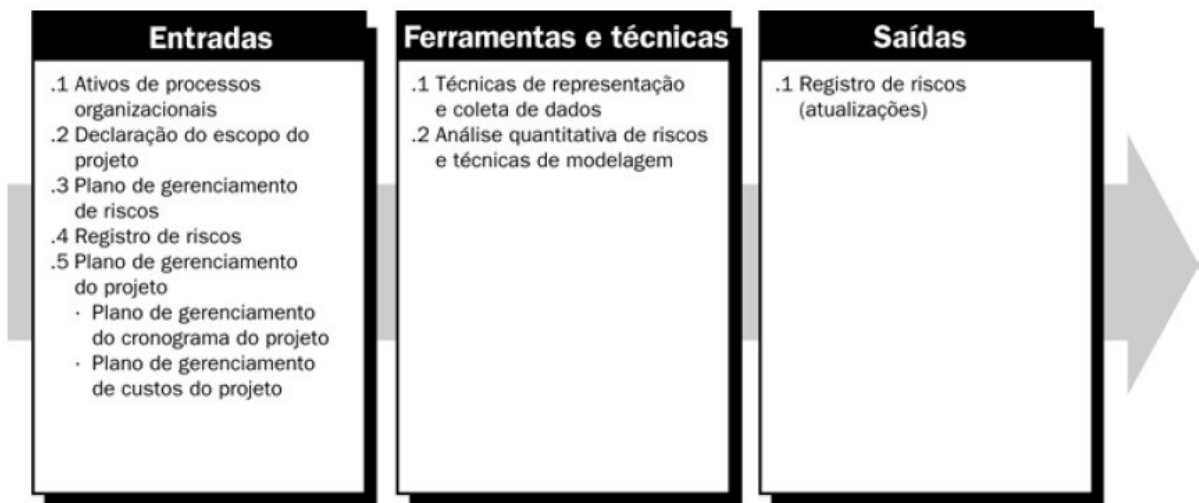 Entradas
.1 Ativos de processos
organizacionais
.2 Declaração do escopo do
projeto
.3 Plano de gerenciamento
de riscos
.4 Registro de riscos
.5 Plano de gerenciamento
do projeto
· Plano de gerenciamento
do cronograma do projeto
· Plano de gerenciamento
de custos do projeto
Ferramentas e técnicas
.1 Técnicas de representação
e coleta de dados
.2 Análise quantitativa de riscos
e técnicas de modelagem
Saídas
.1 Registro de riscos
(atualizações)